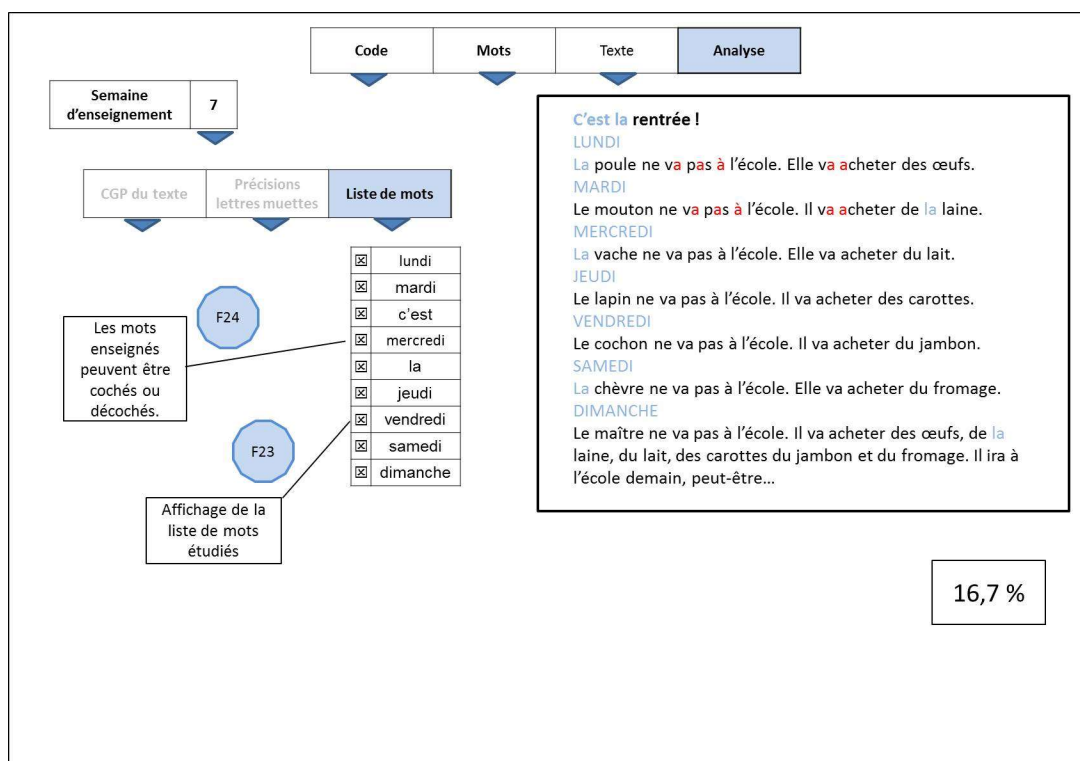 Code
Mots
Texte
Analyse
Semaine
d'enseignement
7
CGP du texte
Précisions
lettres muettes
Liste de mots
☒ lundi
☒ mardi
☒ c'est
☒ mercredi
☒ la
☒ jeudi
☒ vendredi
☒ samedi
☒ dimanche
F24
Les mots
enseignés
peuvent être
cochés ou
décochés.
F23
Affichage de la
liste de mots
étudiés
C'est la rentrée !
LUNDI
La poule ne va pas à l'école. Elle va acheter des œufs.
MARDI
Le mouton ne va pas à l'école. Il va acheter de la laine.
MERCREDI
La vache ne va pas à l'école. Elle va acheter du lait.
JEUDI
Le lapin ne va pas à l'école. Il va acheter des carottes.
VENDREDI
Le cochon ne va pas à l'école. Il va acheter du jambon.
SAMEDI
La chèvre ne va pas à l'école. Elle va acheter du fromage.
DIMANCHE
Le maître ne va pas à l'école. Il va acheter des œufs, de la
laine, du lait, des carottes du jambon et du fromage. Il ira à
l'école demain, peut-être…
16,7 %